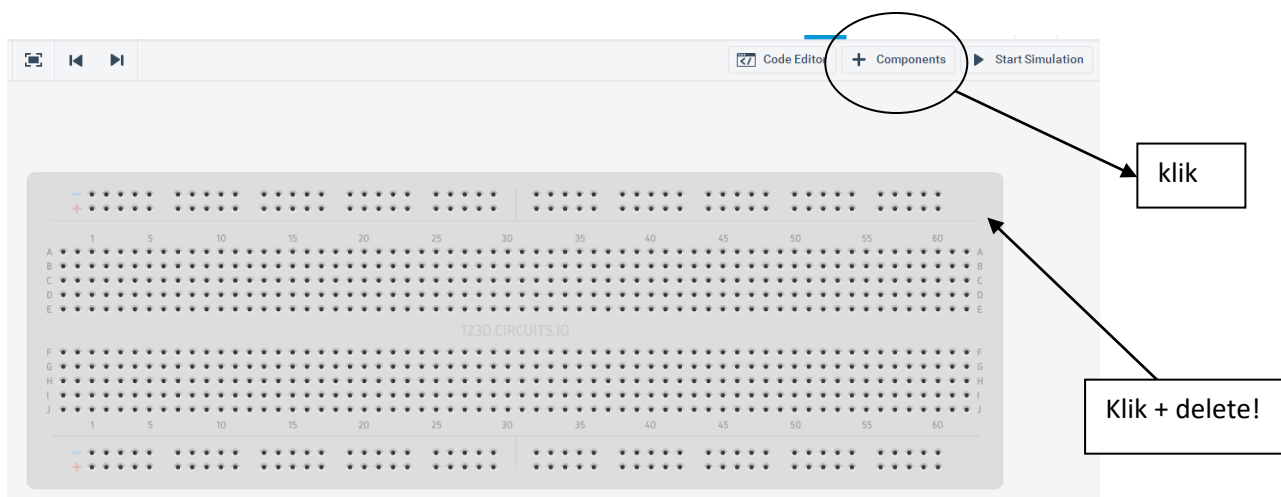 Code Editor + Components Start Simulation
klik
- 
+
1 5 10 15 20 25 30 35 40 45 50 55 60
A A
B B
C C
D D
E E
123D.CIRCUITS.IO
F F
G G
H H
I I
J J
Klik + delete!
1 5 10 15 20 25 30 35 40 45 50 55 60
-
+